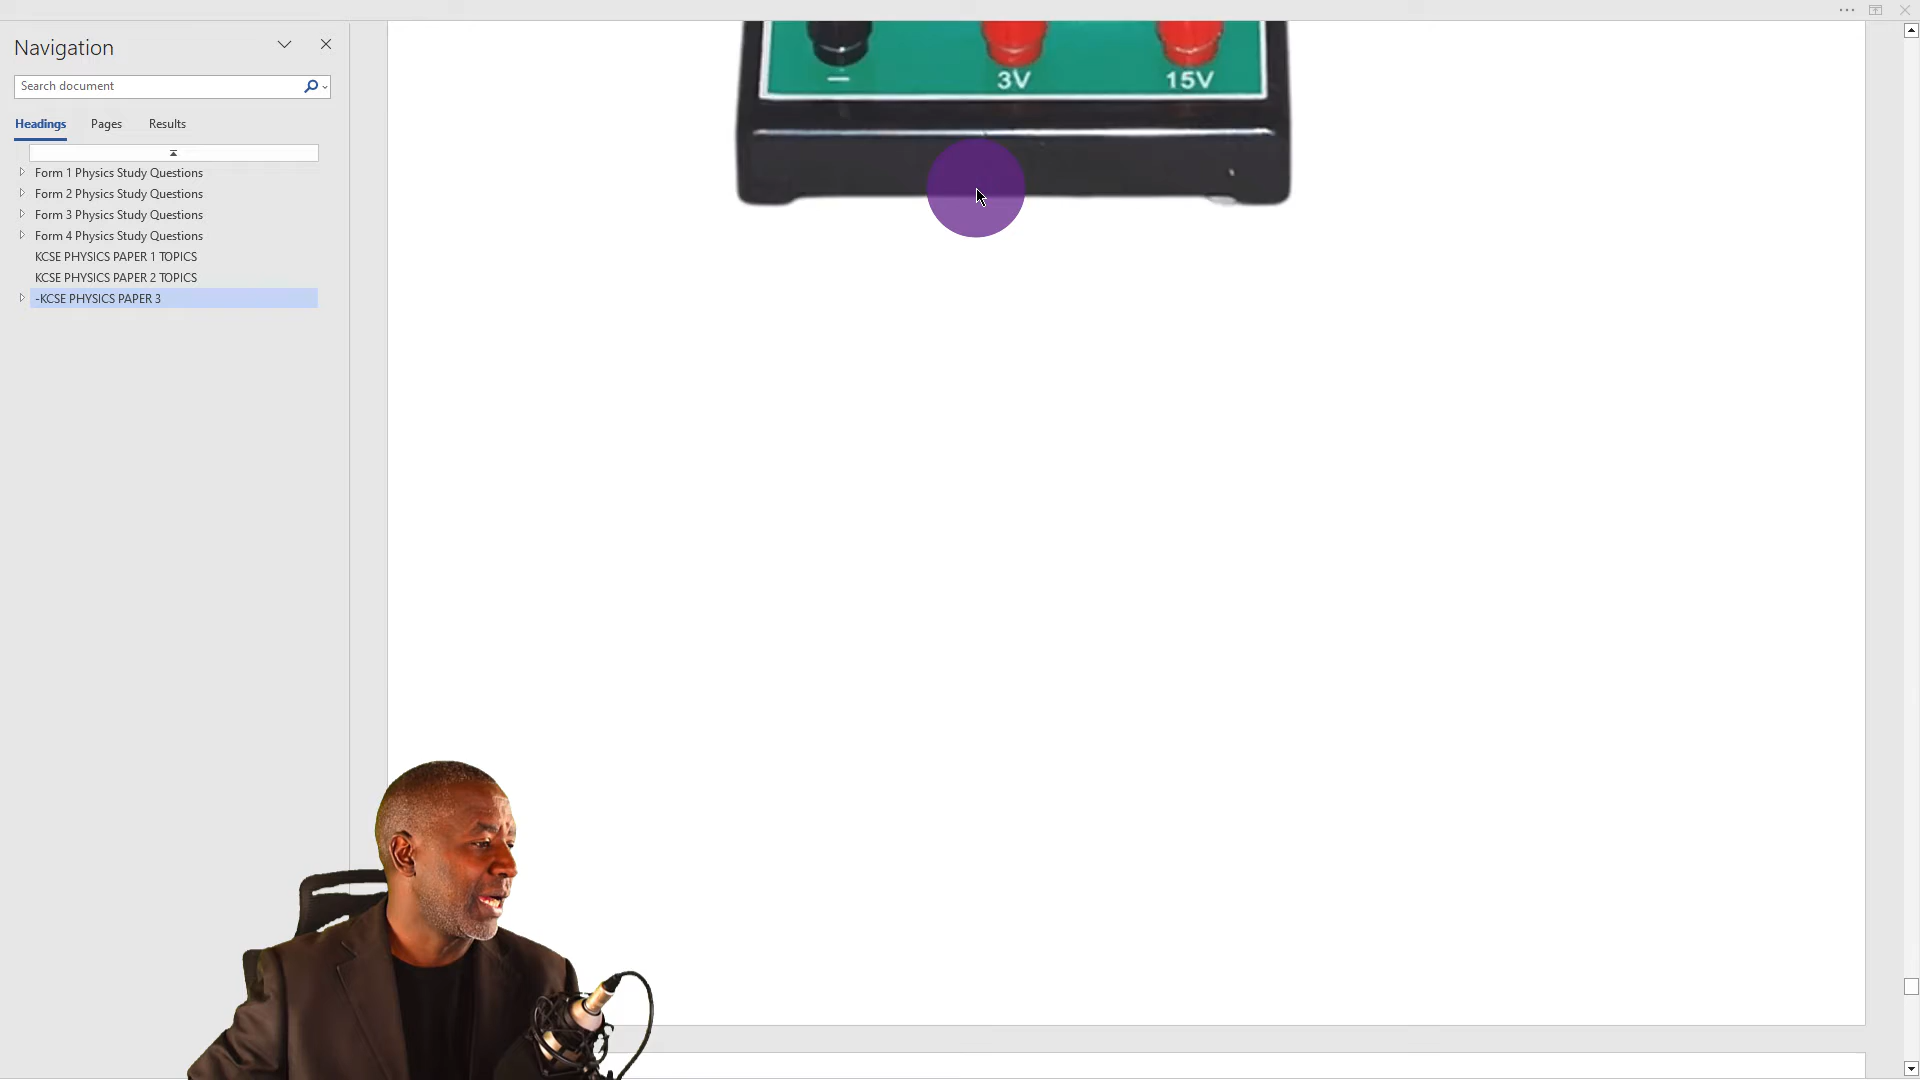 Navigation
Search document
Headings Pages Results
Form 1 Physics Study Questions
Form 2 Physics Study Questions
Form 3 Physics Study Questions
Form 4 Physics Study Questions
KCSE PHYSICS PAPER 1 TOPICS
KCSE PHYSICS PAPER 2 TOPICS
-KCSE PHYSICS PAPER 3
— 3V 15V